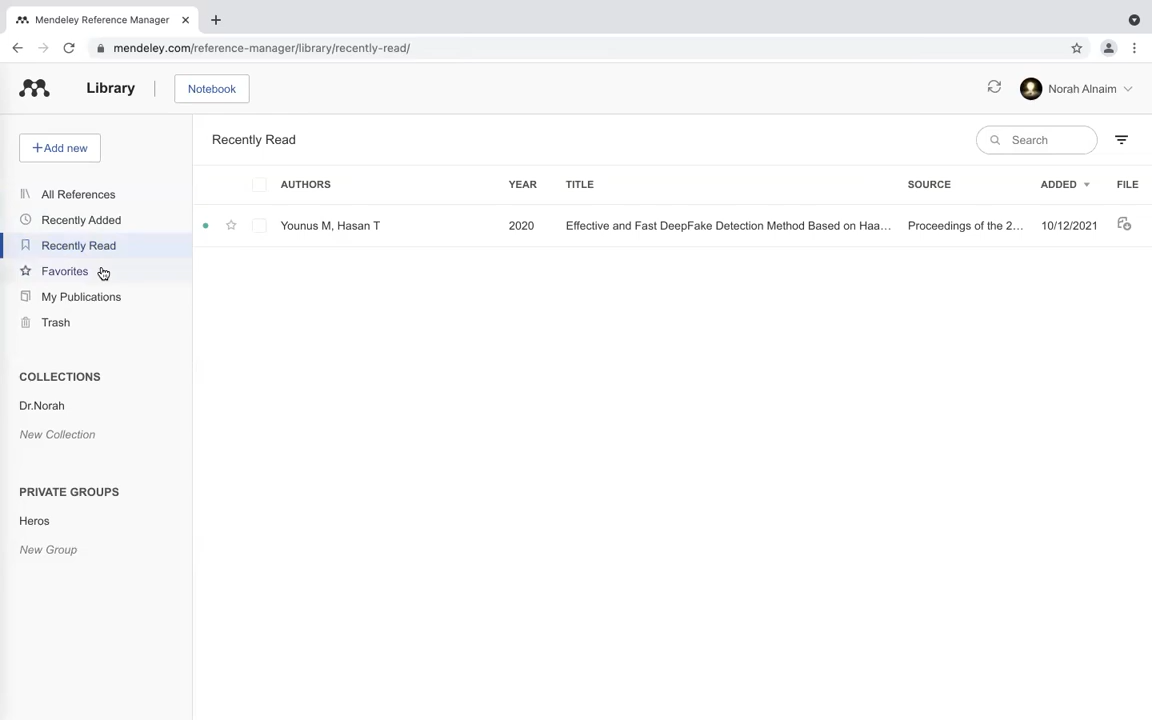 Mendeley Reference Manager
mendeley.com/reference-manager/library/recently-read/
Library
Notebook
Norah Alnaim
+Add new
All References
Recently Added
Recently Read
Favorites
My Publications
Trash
COLLECTIONS
Dr.Norah
New Collection
PRIVATE GROUPS
Heros
New Group
Recently Read
Search
AUTHORS YEAR TITLE SOURCE ADDED FILE
Younus M, Hasan T 2020 Effective and Fast DeepFake Detection Method Based on Haa... Proceedings of the 2... 10/12/2021